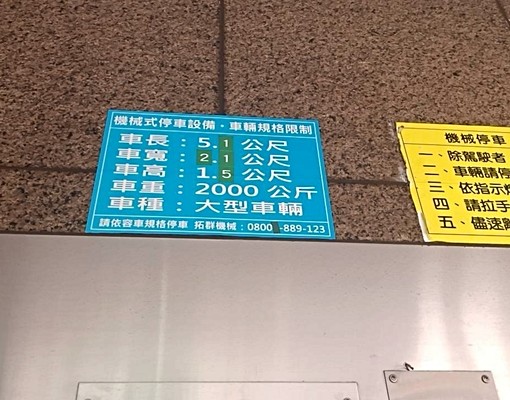 機械式停車設備・車輛規格限制
車長：5.1 公尺
車寬：2.1 公尺
車高：1.5 公尺
車重：2000 公斤
車種：大型車輛
請依容車規格停車 拓群機械：0800 -889-123
機械停車
一、除駕駛者
二、車輛請停
三、依指示燈
四、請拉手
五、儘速離